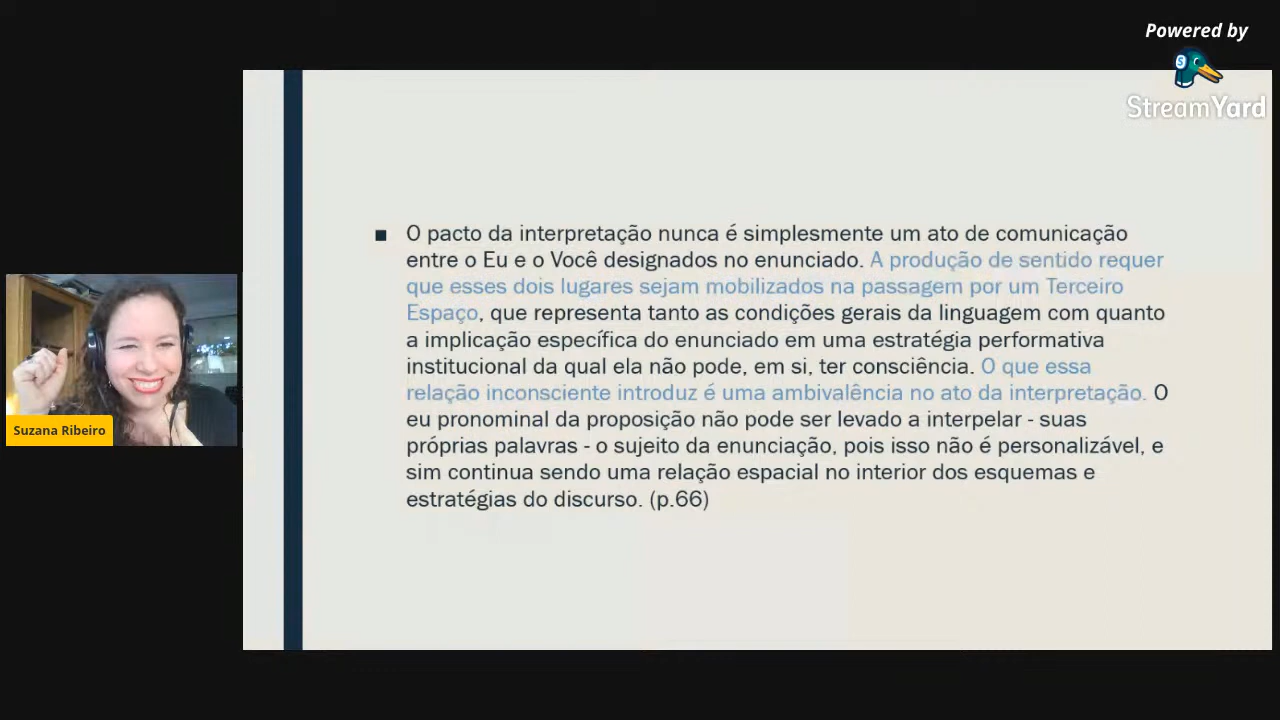 Powered by
StreamYard
■ O pacto da interpretação nunca é simplesmente um ato de comunicação
entre o Eu e o Você designados no enunciado. A produção de sentido requer
que esses dois lugares sejam mobilizados na passagem por um Terceiro
Espaço, que representa tanto as condições gerais da linguagem com quanto
a implicação específica do enunciado em uma estratégia performativa
institucional da qual ela não pode, em si, ter consciência. O que essa
relação inconsciente introduz é uma ambivalência no ato da interpretação. O
eu pronominal da proposição não pode ser levado a interpelar - suas
próprias palavras - o sujeito da enunciação, pois isso não é personalizável, e
sim continua sendo uma relação espacial no interior dos esquemas e
estratégias do discurso. (p.66)
Suzana Ribeiro